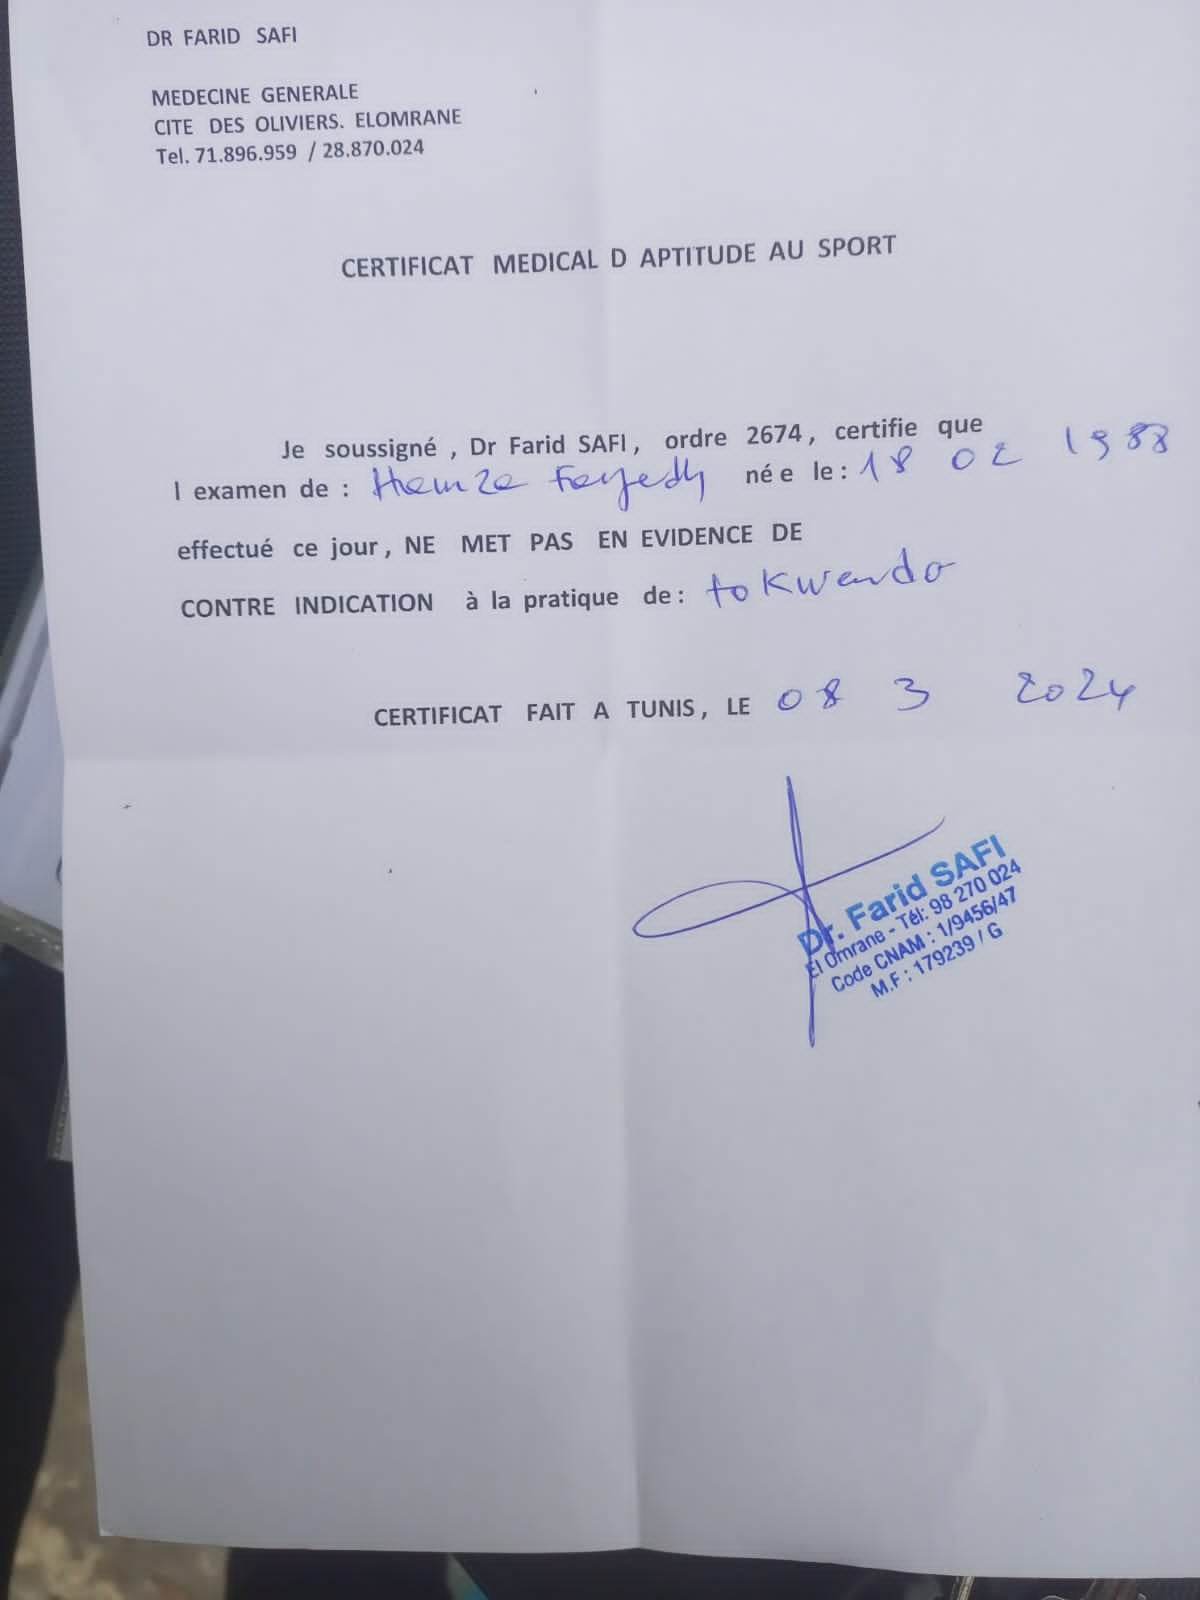 DR FARID SAFI
MEDECINE GENERALE
CITE DES OLIVIERS. ELOMRANE
Tel. 71.896.959 / 28.870.024
CERTIFICAT MEDICAL D APTITUDE AU SPORT
Je soussigné , Dr Farid SAFI , ordre 2674 , certifie que
l examen de : Hamza né e le : 18 02 1988
effectué ce jour , NE MET PAS EN EVIDENCE DE
CONTRE INDICATION à la pratique de : tokwendo
CERTIFICAT FAIT A TUNIS , LE 08 3 2024
Dr. Farid SAFI
El Omrane - Tél: 98 270 024
Code CNAM : 1/9456/47
M.F : 179239 / G